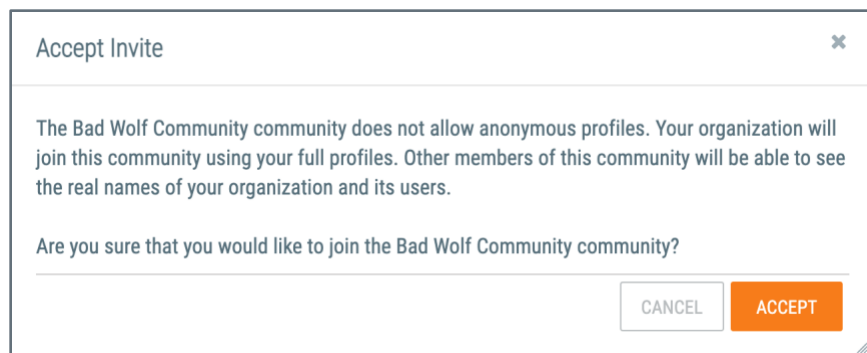 Accept Invite
The Bad Wolf Community community does not allow anonymous profiles. Your organization will
join this community using your full profiles. Other members of this community will be able to see
the real names of your organization and its users.
Are you sure that you would like to join the Bad Wolf Community community?
CANCEL
ACCEPT